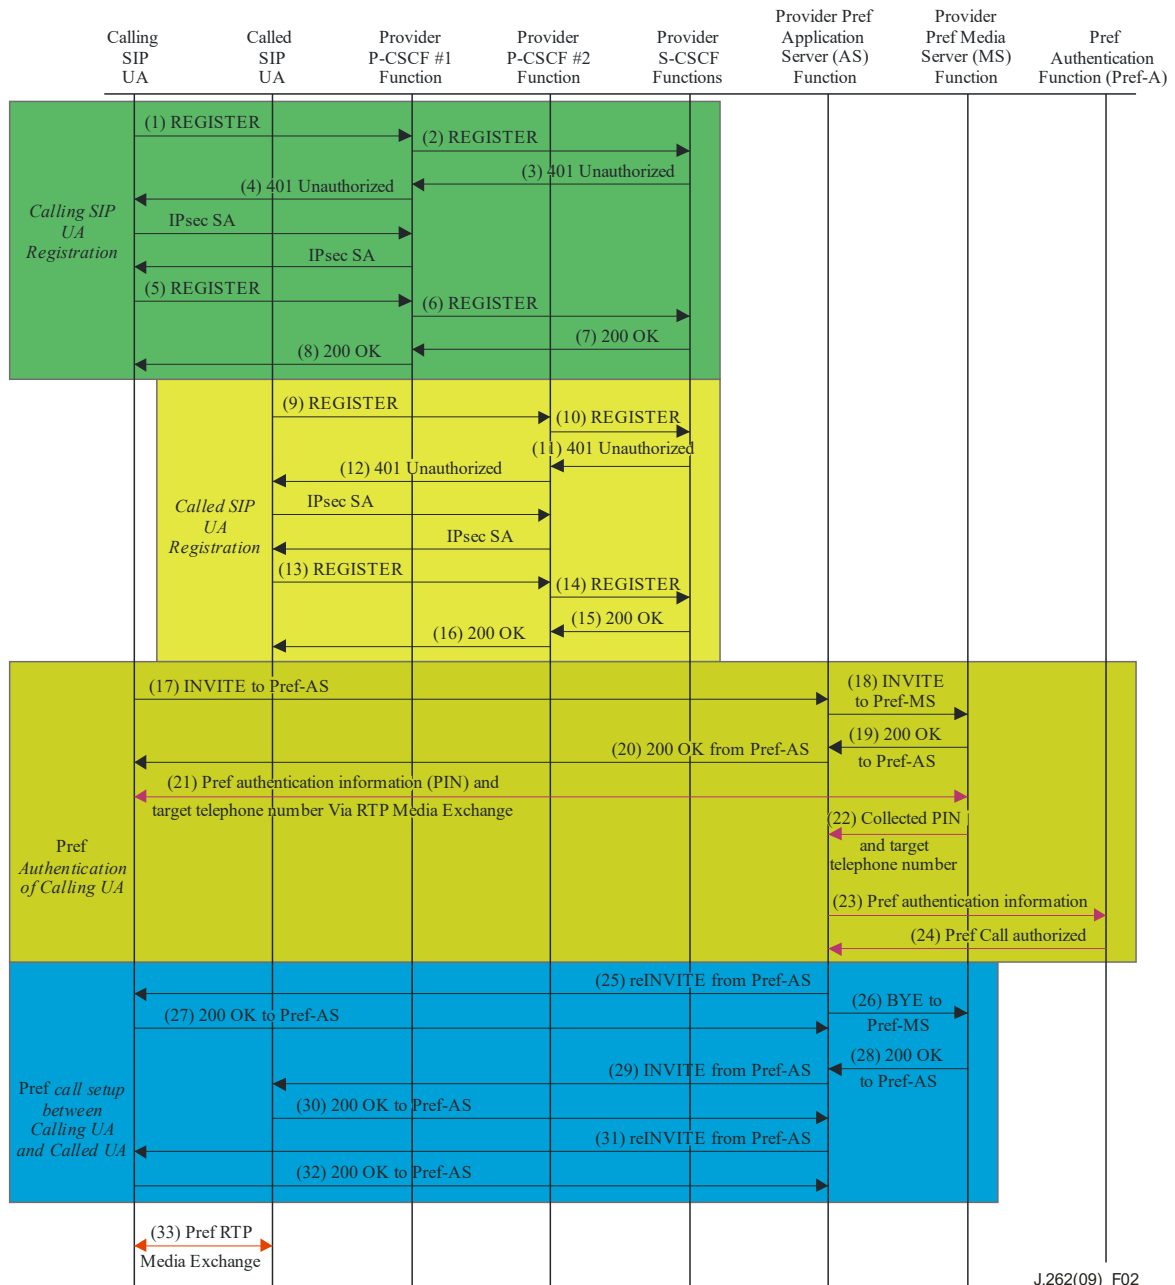 Calling
SIP
UA
Called
SIP
UA
Provider
P-CSCF #1
Function
Provider
P-CSCF #2
Function
Provider
S-CSCF
Functions
Provider Pref
Application
Server (AS)
Function
Provider
Pref Media
Server (MS)
Function
Pref
Authentication
Function (Pref-A)
Calling SIP
UA
Registration
(1) REGISTER
(2) REGISTER
(3) 401 Unauthorized
(4) 401 Unauthorized
IPsec SA
IPsec SA
(5) REGISTER
(6) REGISTER
(7) 200 OK
(8) 200 OK
Called SIP
UA
Registration
(9) REGISTER
(10) REGISTER
(11) 401 Unauthorized
(12) 401 Unauthorized
IPsec SA
IPsec SA
(13) REGISTER
(14) REGISTER
(15) 200 OK
(16) 200 OK
Pref
Authentication
of Calling UA
(17) INVITE to Pref-AS
(18) INVITE
to Pref-MS
(19) 200 OK
to Pref-AS
(20) 200 OK from Pref-AS
(21) Pref authentication information (PIN) and
target telephone number Via RTP Media Exchange
(22) Collected PIN
and target
telephone number
(23) Pref authentication information
(24) Pref Call authorized
Pref call setup
between
Calling UA
and Called UA
(25) reINVITE from Pref-AS
(26) BYE to
Pref-MS
(27) 200 OK to Pref-AS
(28) 200 OK
to Pref-AS
(29) INVITE from Pref-AS
(30) 200 OK to Pref-AS
(31) reINVITE from Pref-AS
(32) 200 OK to Pref-AS
(33) Pref RTP
Media Exchange
J.262(09)_F02